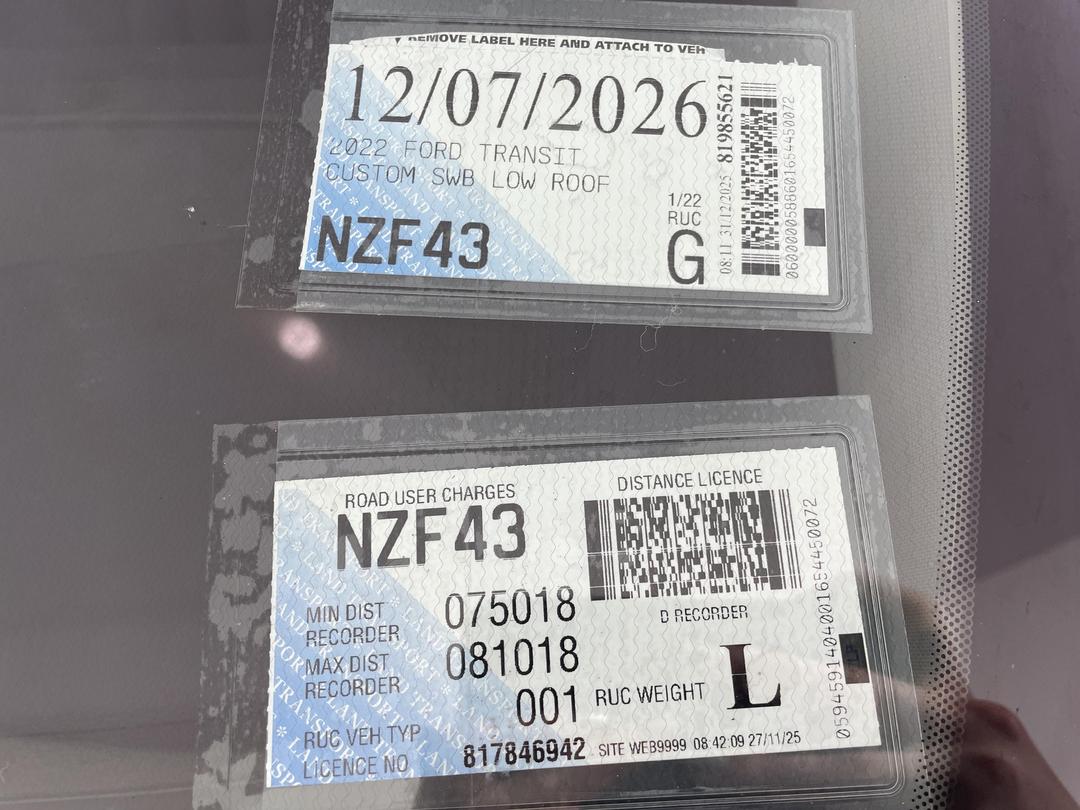 REMOVE LABEL HERE AND ATTACH TO VEH
12/07/2026
2022 FORD TRANSIT
CUSTOM SWB LOW ROOF
NZF43
1/22
RUC
G
08:11 31/12/2025 819855621
ROAD USER CHARGES
NZF43
DISTANCE LICENCE
MIN DIST
RECORDER
075018
D RECORDER
MAX DIST
RECORDER
081018
RUC VEH TYP
001
RUC WEIGHT L
LICENCE NO
817846942 SITE WEB9999 08:42:09 27/11/25